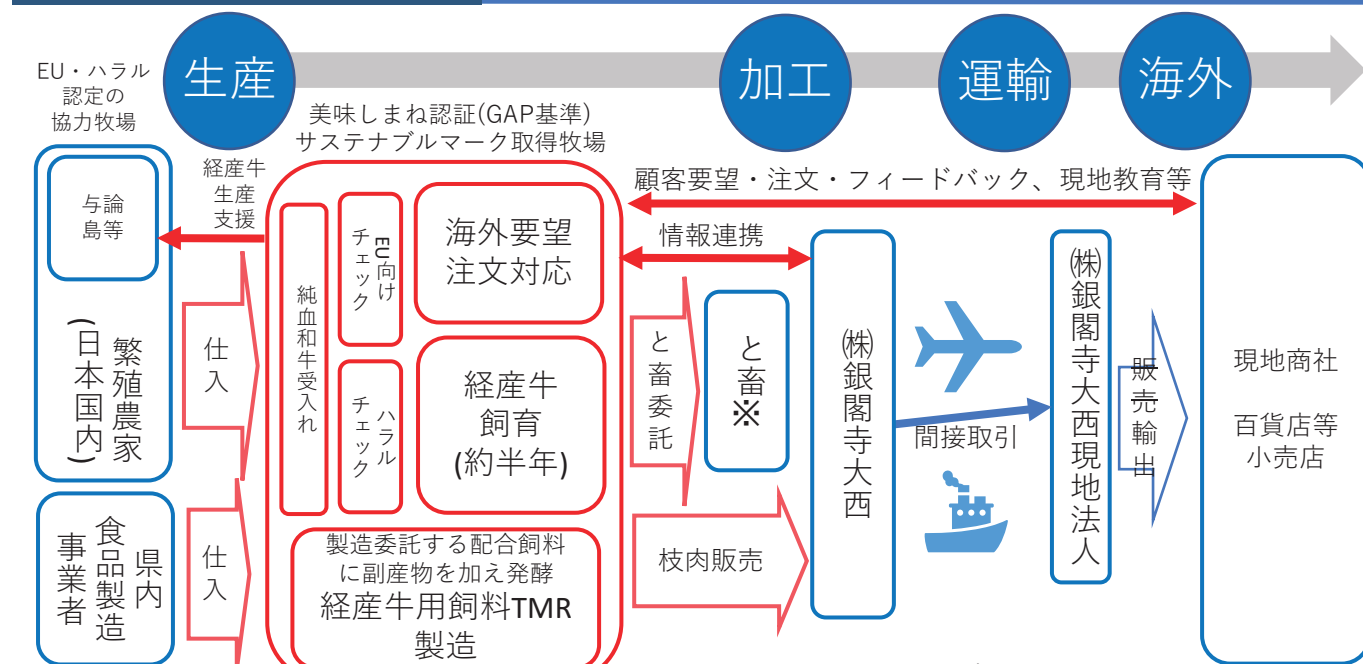 生産
加工
運輸
海外
EU・ハラル
認定の
協力牧場
美味しまね認証(GAP基準)
サステナブルマーク取得牧場
与論
島等
繁殖農家
(日本国内)
県内
食品製造
事業者
経産牛
生産
支援
仕入
仕入
純血和牛受入れ
EU向け
チェック
ハラル
チェック
海外要望
注文対応
経産牛
飼育
(約半年)
製造委託する配合飼料
に副産物を加え発酵
経産牛用飼料TMR
製造
顧客要望・注文・フィードバック、現地教育等
情報連携
と畜委託
と畜※
枝肉販売
㈱銀閣寺大西
間接取引
㈱銀閣寺大西現地法人
販売輸出
現地商社
百貨店等
小売店